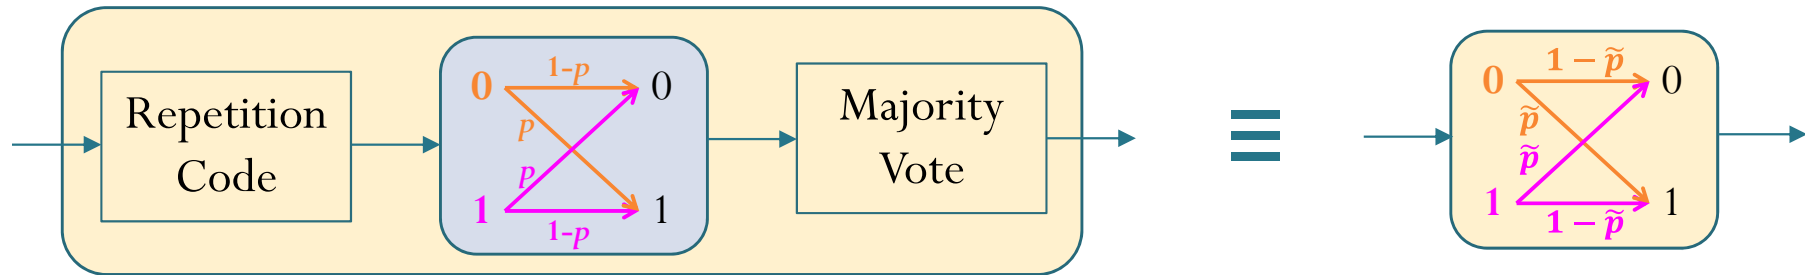 Repetition
Code
0 1-p 0
p
p
1 1-p 1
Majority
Vote
≡
0 1 − p̃ 0
p̃
p̃
1 1 − p̃ 1